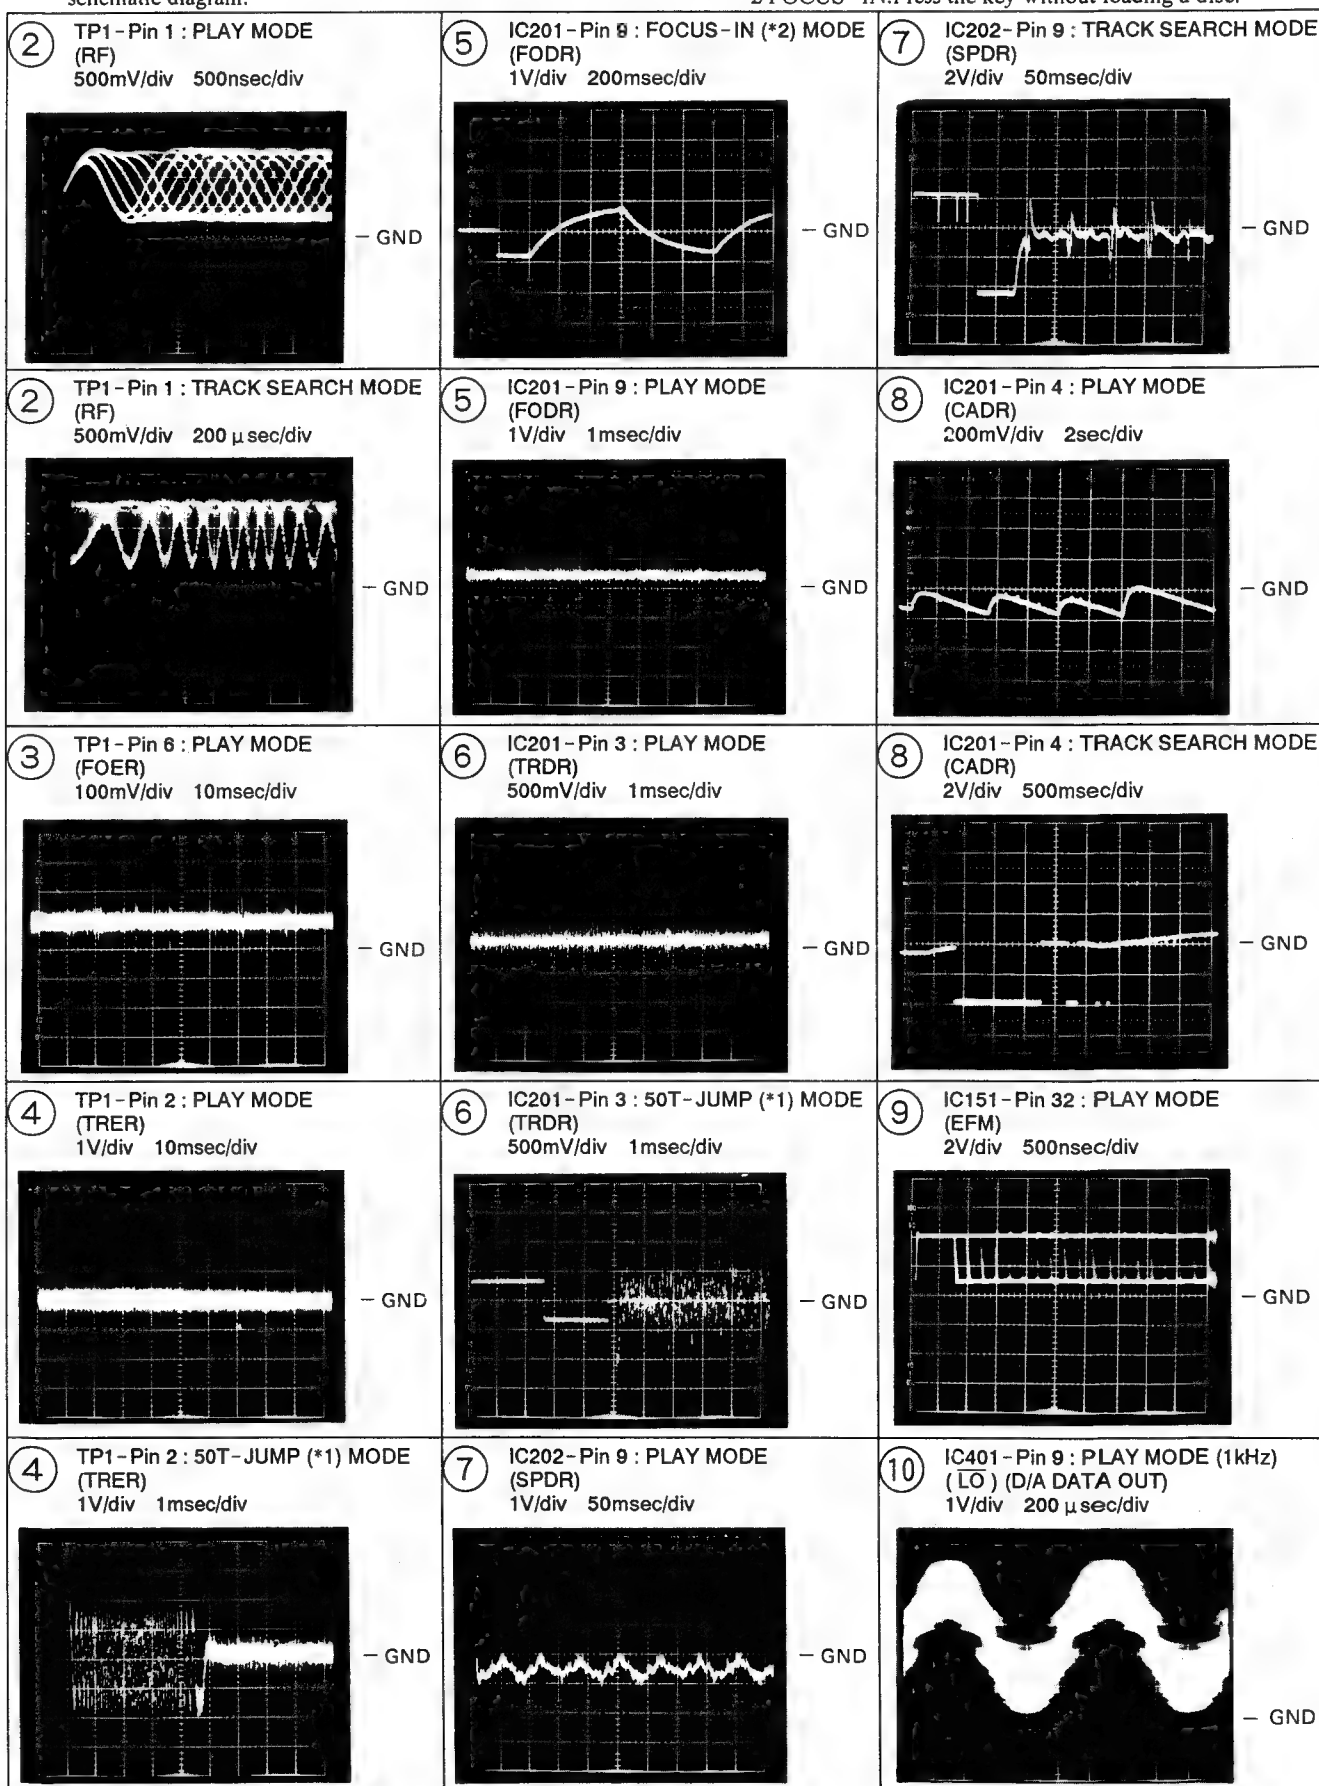 schematic diagram.
2 FOCUS-IN:Press the key without loading a disc.
2 TP1-Pin 1 : PLAY MODE
(RF)
500mV/div 500nsec/div
- GND
5 IC201-Pin 9 : FOCUS-IN (*2) MODE
(FODR)
1V/div 200msec/div
- GND
7 IC202-Pin 9 : TRACK SEARCH MODE
(SPDR)
2V/div 50msec/div
- GND
2 TP1-Pin 1 : TRACK SEARCH MODE
(RF)
500mV/div 200 μsec/div
- GND
5 IC201-Pin 9 : PLAY MODE
(FODR)
1V/div 1msec/div
- GND
8 IC201-Pin 4 : PLAY MODE
(CADR)
200mV/div 2sec/div
- GND
3 TP1-Pin 6 : PLAY MODE
(FOER)
100mV/div 10msec/div
- GND
6 IC201-Pin 3 : PLAY MODE
(TRDR)
500mV/div 1msec/div
- GND
8 IC201-Pin 4 : TRACK SEARCH MODE
(CADR)
2V/div 500msec/div
- GND
4 TP1-Pin 2 : PLAY MODE
(TRER)
1V/div 10msec/div
- GND
6 IC201-Pin 3 : 50T-JUMP (*1) MODE
(TRDR)
500mV/div 1msec/div
- GND
9 IC151-Pin 32 : PLAY MODE
(EFM)
2V/div 500nsec/div
- GND
4 TP1-Pin 2 : 50T-JUMP (*1) MODE
(TRER)
1V/div 1msec/div
- GND
7 IC202-Pin 9 : PLAY MODE
(SPDR)
1V/div 50msec/div
- GND
10 IC401-Pin 9 : PLAY MODE (1kHz)
(L̅O̅) (D/A DATA OUT)
1V/div 200 μsec/div
- GND